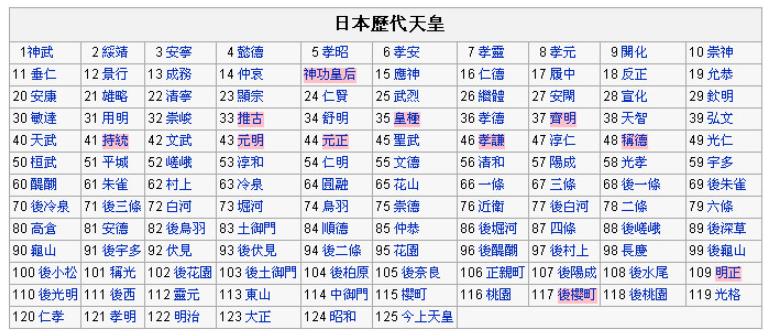 日本歷代天皇
1神武 2綏靖 3安寧 4懿德 5孝昭 6孝安 7孝靈 8孝元 9開化 10崇神
11垂仁 12景行 13成務 14仲哀 神功皇后 15應神 16仁德 17履中 18反正 19允恭
20安康 21雄略 22清寧 23顯宗 24仁賢 25武烈 26繼體 27安閑 28宣化 29欽明
30敏達 31用明 32崇峻 33推古 34舒明 35皇極 36孝德 37齊明 38天智 39弘文
40天武 41持統 42文武 43元明 44元正 45聖武 46孝謙 47淳仁 48稱德 49光仁
50桓武 51平城 52嵯峨 53淳和 54仁明 55文德 56清和 57陽成 58光孝 59宇多
60醍醐 61朱雀 62村上 63冷泉 64圓融 65花山 66一條 67三條 68後一條 69後朱雀
70後冷泉 71後三條 72白河 73堀河 74鳥羽 75崇德 76近衛 77後白河 78二條 79六條
80高倉 81安德 82後鳥羽 83土御門 84順德 85仲恭 86後堀河 87四條 88後嵯峨 89後深草
90龜山 91後宇多 92伏見 93後伏見 94後二條 95花園 96後醍醐 97後村上 98長慶 99後龜山
100後小松 101稱光 102後花園 103後土御門 104後柏原 105後奈良 106正親町 107後陽成 108後水尾 109明正
110後光明 111後西 112靈元 113東山 114中御門 115櫻町 116桃園 117後櫻町 118後桃園 119光格
120仁孝 121孝明 122明治 123大正 124昭和 125今上天皇